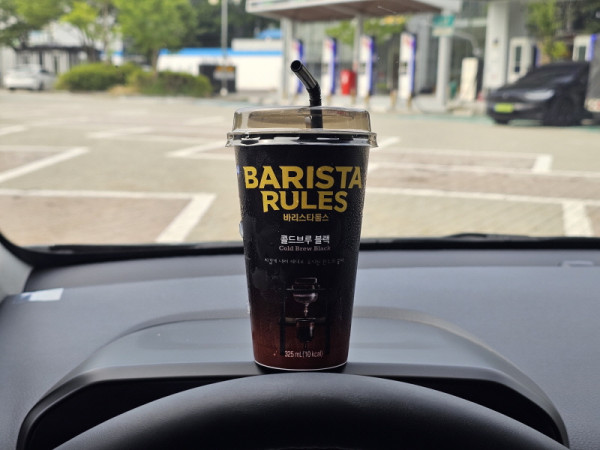 BARISTA
RULES
바리스타룰스
콜드브루 블랙
Cold Brew Black
325 mL (10 kcal)